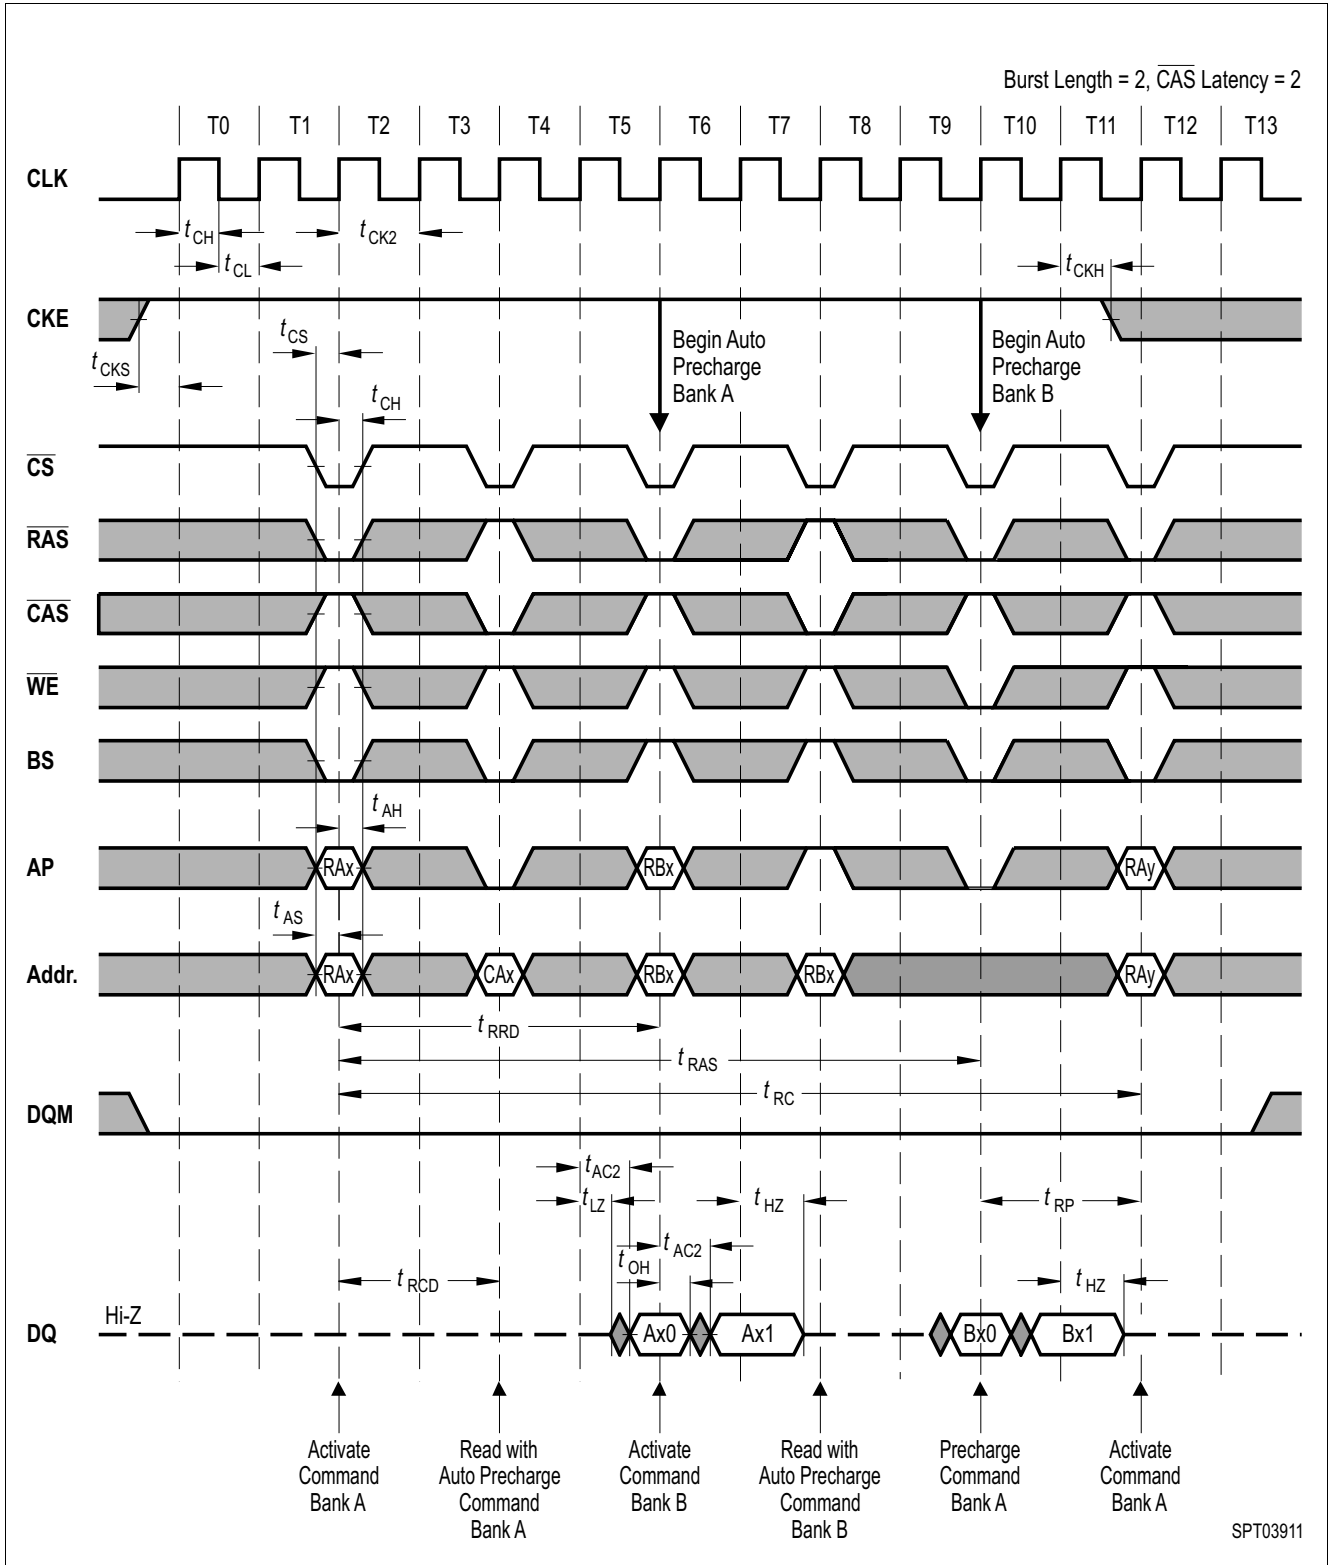 Burst Length = 2, CAS Latency = 2
T0 T1 T2 T3 T4 T5 T6 T7 T8 T9 T10 T11 T12 T13
CLK
tCH
tCK2
tCL
tCKH
CKE
tCS
tCKS
tCH
Begin Auto
Precharge
Bank A
Begin Auto
Precharge
Bank B
CS
RAS
CAS
WE
BS
tAH
AP
RAx
RBx
RAy
tAS
Addr.
RAx
CAx
RBx
RBx
RAy
tRRD
tRAS
tRC
DQM
tAC2
tLZ
tHZ
tRP
tAC2
tOH
tRCD
tHZ
Hi-Z
DQ
Ax0
Ax1
Bx0
Bx1
Activate
Command
Bank A
Read with
Auto Precharge
Command
Bank A
Activate
Command
Bank B
Read with
Auto Precharge
Command
Bank B
Precharge
Command
Bank A
Activate
Command
Bank A
SPT03911